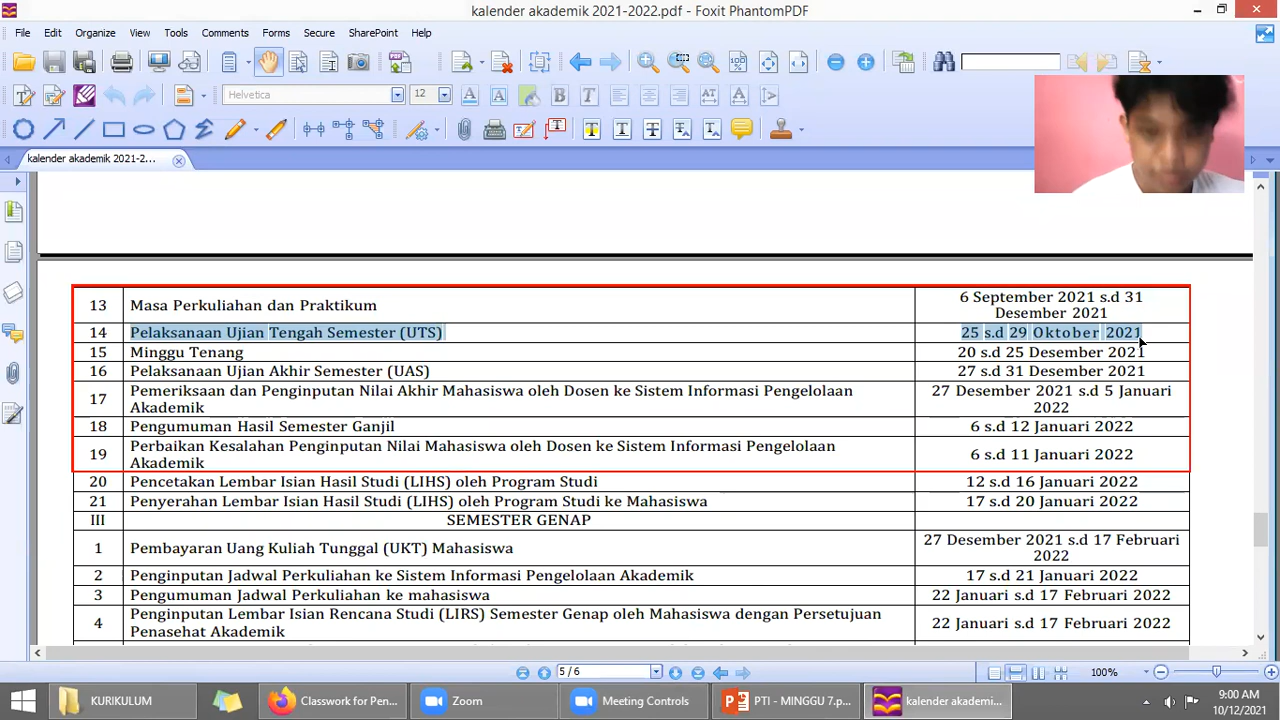 kalender akademik 2021-2022.pdf - Foxit PhantomPDF
File Edit Organize View Tools Comments Forms Secure SharePoint Help
Helvetica 12
kalender akademik 2021-2...
13 Masa Perkuliahan dan Praktikum 6 September 2021 s.d 31
Desember 2021
14 Pelaksanaan Ujian Tengah Semester (UTS) 25 s.d 29 Oktober 2021
15 Minggu Tenang 20 s.d 25 Desember 2021
16 Pelaksanaan Ujian Akhir Semester (UAS) 27 s.d 31 Desember 2021
17 Pemeriksaan dan Penginputan Nilai Akhir Mahasiswa oleh Dosen ke Sistem Informasi Pengelolaan 27 Desember 2021 s.d 5 Januari
Akademik 2022
18 Pengumuman Hasil Semester Ganjil 6 s.d 12 Januari 2022
19 Perbaikan Kesalahan Penginputan Nilai Mahasiswa oleh Dosen ke Sistem Informasi Pengelolaan 6 s.d 11 Januari 2022
Akademik
20 Pencetakan Lembar Isian Hasil Studi (LIHS) oleh Program Studi 12 s.d 16 Januari 2022
21 Penyerahan Lembar Isian Hasil Studi (LIHS) oleh Program Studi ke Mahasiswa 17 s.d 20 Januari 2022
III SEMESTER GENAP
1 Pembayaran Uang Kuliah Tunggal (UKT) Mahasiswa 27 Desember 2021 s.d 17 Februari
2022
2 Penginputan Jadwal Perkuliahan ke Sistem Informasi Pengelolaan Akademik 17 s.d 21 Januari 2022
3 Pengumuman Jadwal Perkuliahan ke mahasiswa 22 Januari s.d 17 Februari 2022
4 Penginputan Lembar Isian Rencana Studi (LIRS) Semester Genap oleh Mahasiswa dengan Persetujuan 22 Januari s.d 17 Februari 2022
Penasehat Akademik
5 / 6 100%
KURIKULUM Classwork for Pen... Zoom Meeting Controls PTI - MINGGU 7.p... kalender akademi...
9:00 AM
10/12/2021